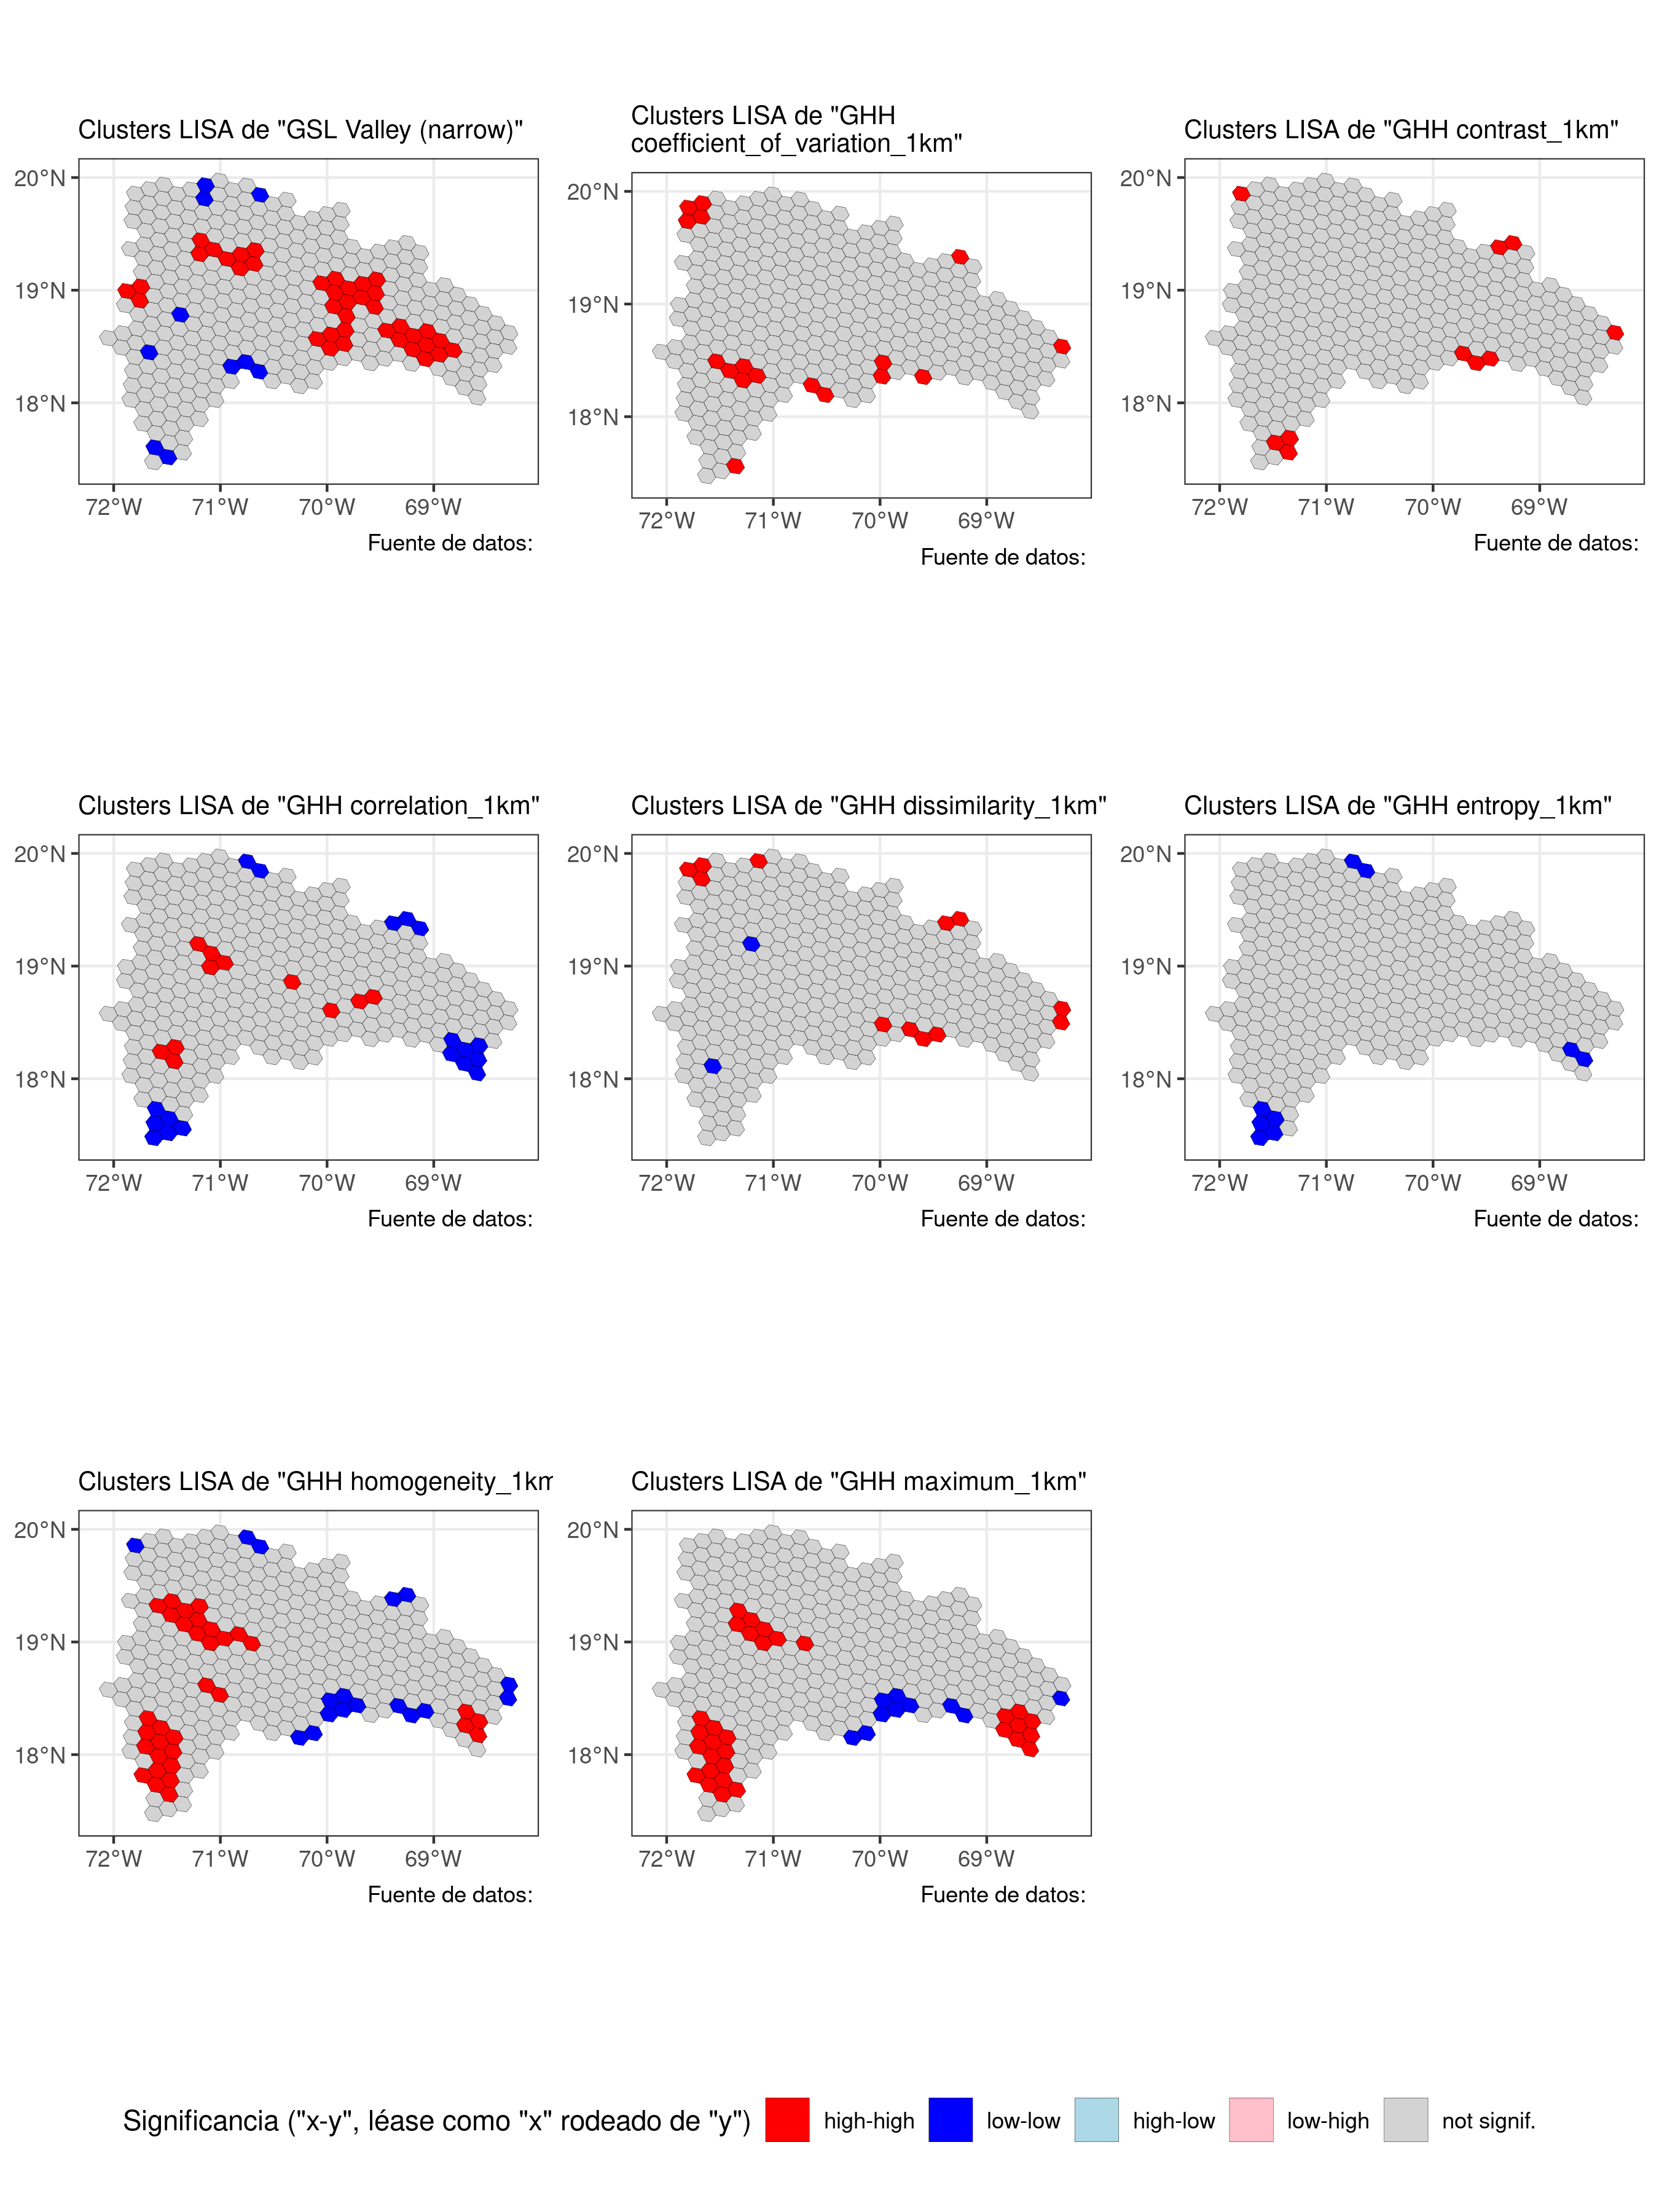 Clusters LISA de "GSL Valley (narrow)"
20°N
19°N
18°N
72°W 71°W 70°W 69°W
Fuente de datos:
Clusters LISA de "GHH
coefficient_of_variation_1km"
20°N
19°N
18°N
72°W 71°W 70°W 69°W
Fuente de datos:
Clusters LISA de "GHH contrast_1km"
20°N
19°N
18°N
72°W 71°W 70°W 69°W
Fuente de datos:
Clusters LISA de "GHH correlation_1km"
20°N
19°N
18°N
72°W 71°W 70°W 69°W
Fuente de datos:
Clusters LISA de "GHH dissimilarity_1km"
20°N
19°N
18°N
72°W 71°W 70°W 69°W
Fuente de datos:
Clusters LISA de "GHH entropy_1km"
20°N
19°N
18°N
72°W 71°W 70°W 69°W
Fuente de datos:
Clusters LISA de "GHH homogeneity_1km
20°N
19°N
18°N
72°W 71°W 70°W 69°W
Fuente de datos:
Clusters LISA de "GHH maximum_1km"
20°N
19°N
18°N
72°W 71°W 70°W 69°W
Fuente de datos:
Significancia ("x-y", léase como "x" rodeado de "y") high-high low-low high-low low-high not signif.